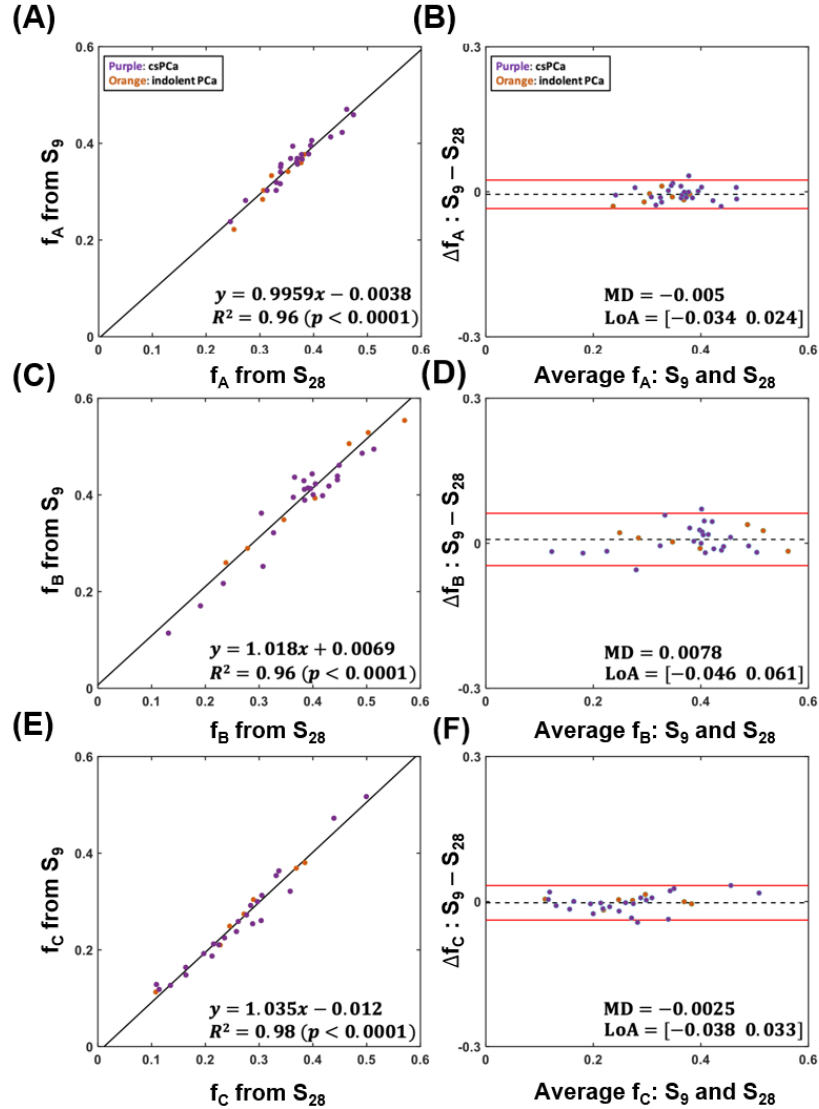 (A)
0.6
Purple: csPCa
Orange: indolent PCa
0.4
0.2
0
f_A from S_9
y = 0.9959x − 0.0038
R² = 0.96 (p < 0.0001)
0 0.1 0.2 0.3 0.4 0.5 0.6
f_A from S_28
(B)
0.3
Purple: csPCa
Orange: indolent PCa
0
-0.3
Δf_A : S_9 − S_28
MD = −0.005
LoA = [−0.034 0.024]
0 0.2 0.4 0.6
Average f_A: S_9 and S_28
(C)
0.6
0.4
0.2
0
f_B from S_9
y = 1.018x + 0.0069
R² = 0.96 (p < 0.0001)
0 0.1 0.2 0.3 0.4 0.5 0.6
f_B from S_28
(D)
0.3
0
-0.3
Δf_B : S_9 − S_28
MD = 0.0078
LoA = [−0.046 0.061]
0 0.2 0.4 0.6
Average f_B: S_9 and S_28
(E)
0.6
0.4
0.2
0.0
f_C from S_9
y = 1.035x − 0.012
R² = 0.98 (p < 0.0001)
0 0.1 0.2 0.3 0.4 0.5 0.6
f_C from S_28
(F)
0.3
0
-0.3
Δf_C : S_9 − S_28
MD = −0.0025
LoA = [−0.038 0.033]
0 0.2 0.4 0.6
Average f_C: S_9 and S_28